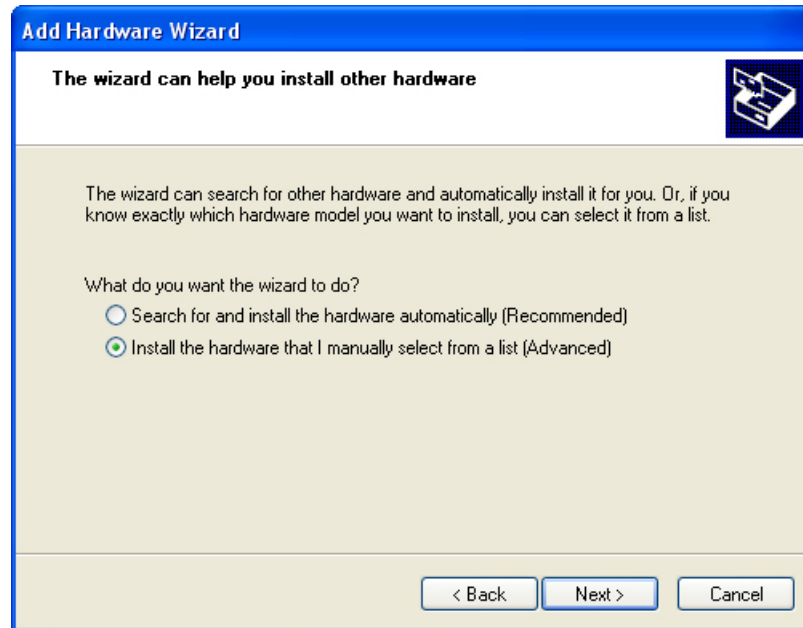 Add Hardware Wizard
The wizard can help you install other hardware
The wizard can search for other hardware and automatically install it for you. Or, if you
know exactly which hardware model you want to install, you can select it from a list.
What do you want the wizard to do?
Search for and install the hardware automatically (Recommended)
Install the hardware that I manually select from a list (Advanced)
< Back Next > Cancel